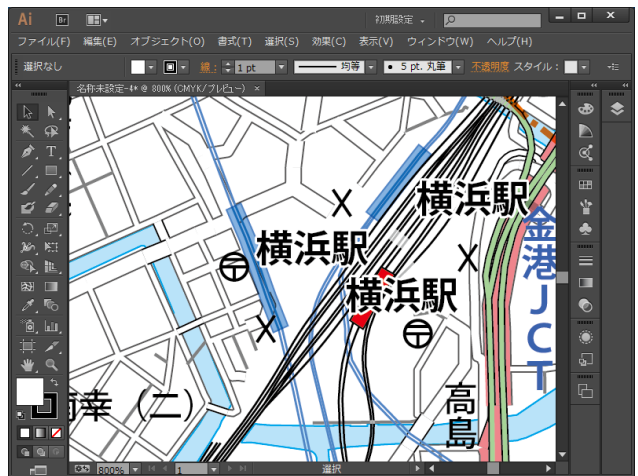 Ai Br 初期設定
ファイル(F) 編集(E) オブジェクト(O) 書式(T) 選択(S) 効果(C) 表示(V) ウィンドウ(W) ヘルプ(H)
選択なし 線: 1 pt 均等 5 pt. 丸筆 不透明度 スタイル:
名称未設定-4* @ 800% (CMYK/プレビュー) ×
横浜駅
横浜駅
横浜駅
金港JCT
高島
幸(二)
800% 1 選択